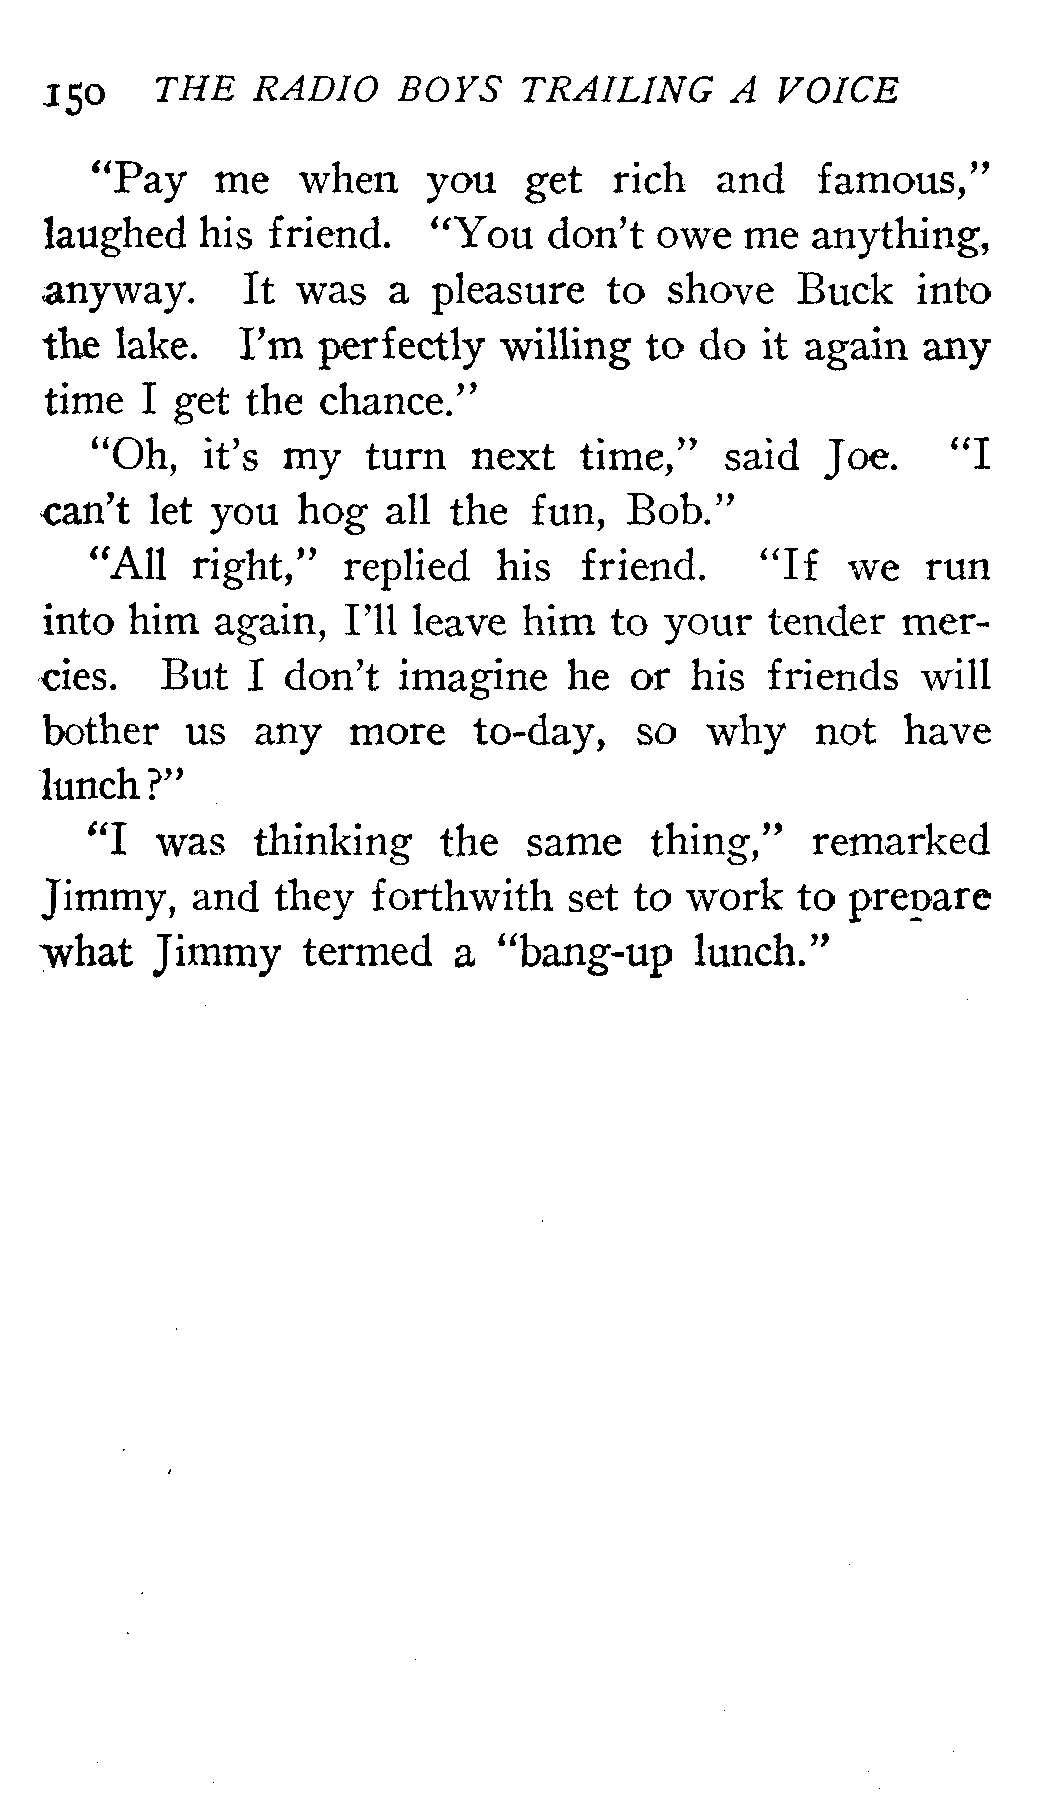 150 THE RADIO BOYS TRAILING A VOICE
“Pay me when you get rich and famous,”
laughed his friend. “You don’t owe me anything,
anyway. It was a pleasure to shove Buck into
the lake. I’m perfectly willing to do it again any
time I get the chance.”
“Oh, it’s my turn next time,” said Joe. “I
can’t let you hog all the fun, Bob.”
“All right,” replied his friend. “If we run
into him again, I’ll leave him to your tender mer-
cies. But I don’t imagine he or his friends will
bother us any more to-day, so why not have
lunch?”
“I was thinking the same thing,” remarked
Jimmy, and they forthwith set to work to prepare
what Jimmy termed a “bang-up lunch.”